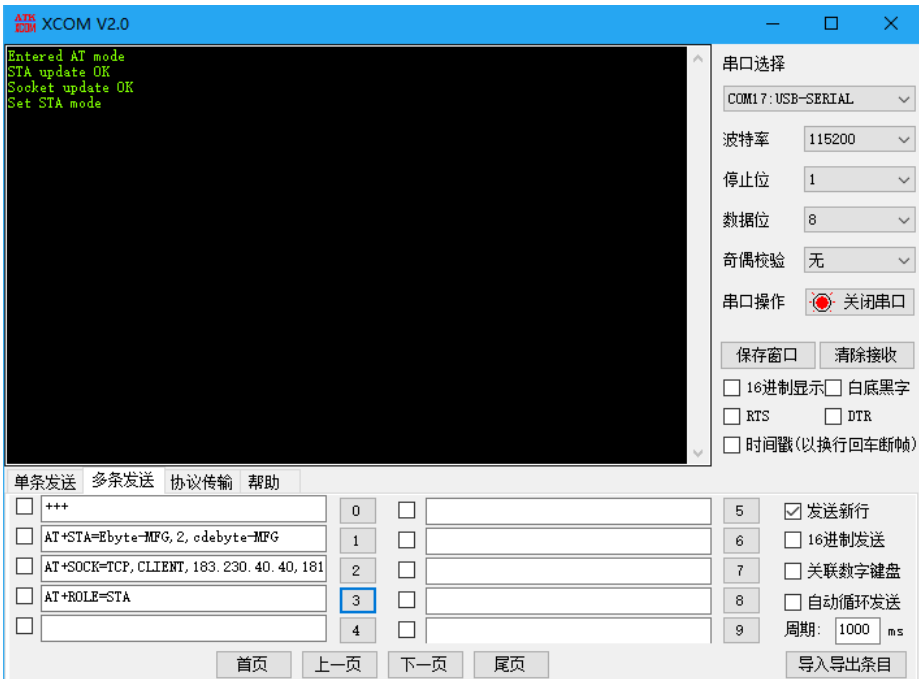 ATK XCOM XCOM V2.0
Entered AT mode
STA update OK
Socket update OK
Set STA mode
串口选择
COM17:USB-SERIAL
波特率 115200
停止位 1
数据位 8
奇偶校验 无
串口操作 关闭串口
保存窗口 清除接收
16进制显示 白底黑字
RTS DTR
时间戳(以换行回车断帧)
单条发送 多条发送 协议传输 帮助
+++ 0 5 发送新行
AT+STA=Ebyte-MFG,2,cdebyte-MFG 1 6 16进制发送
AT+SOCK=TCP,CLIENT,183.230.40.40,181 2 7 关联数字键盘
AT+ROLE=STA 3 8 自动循环发送
4 9 周期: 1000 ms
首页 上一页 下一页 尾页 导入导出条目